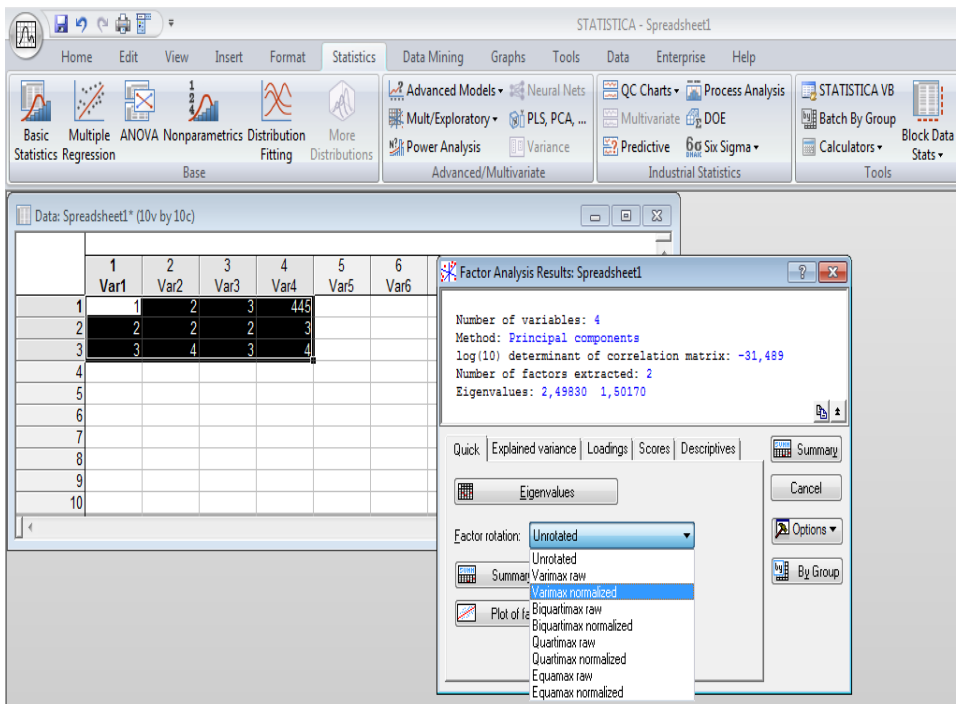 STATISTICA - Spreadsheet1
Home Edit View Insert Format Statistics Data Mining Graphs Tools Data Enterprise Help
Basic Statistics
Multiple Regression
ANOVA
Nonparametrics
Distribution Fitting
More Distributions
Base
Advanced Models
Neural Nets
Mult/Exploratory
PLS, PCA, ...
Power Analysis
Variance
Advanced/Multivariate
QC Charts
Process Analysis
Multivariate
DOE
Predictive
6σ Six Sigma
Industrial Statistics
STATISTICA VB
Batch By Group
Calculators
Block Data Stats
Tools
Data: Spreadsheet1* (10v by 10c)
1 2 3 4 5 6
Var1 Var2 Var3 Var4 Var5 Var6
1 1 2 3 445
2 2 2 2 3
3 3 4 3 4
4
5
6
7
8
9
10
Factor Analysis Results: Spreadsheet1
Number of variables: 4
Method: Principal components
log(10) determinant of correlation matrix: -31,489
Number of factors extracted: 2
Eigenvalues: 2,49830 1,50170
Quick Explained variance Loadings Scores Descriptives
Summary
Eigenvalues
Cancel
Factor rotation: Unrotated
Options
Unrotated
Varimax raw
Summar
Varimax normalized
By Group
Biquartimax raw
Plot of fa
Biquartimax normalized
Quartimax raw
Quartimax normalized
Equamax raw
Equamax normalized